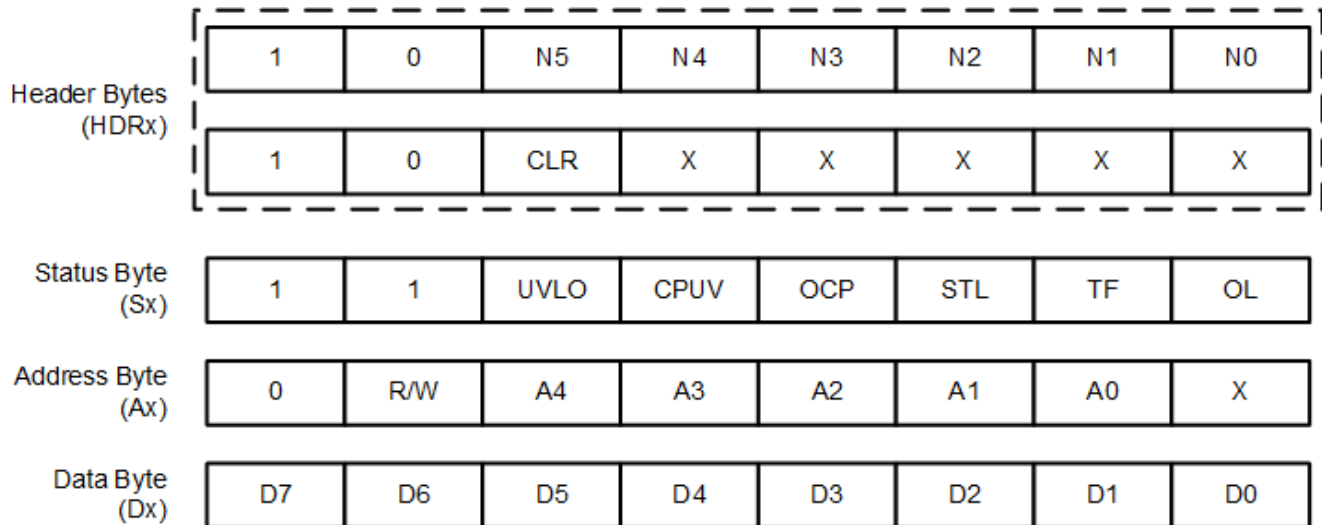 1 0 N5 N4 N3 N2 N1 N0
Header Bytes
(HDRx)
1 0 CLR X X X X X
Status Byte
(Sx)
1 1 UVLO CPUV OCP STL TF OL
Address Byte
(Ax)
0 R/W A4 A3 A2 A1 A0 X
Data Byte
(Dx)
D7 D6 D5 D4 D3 D2 D1 D0